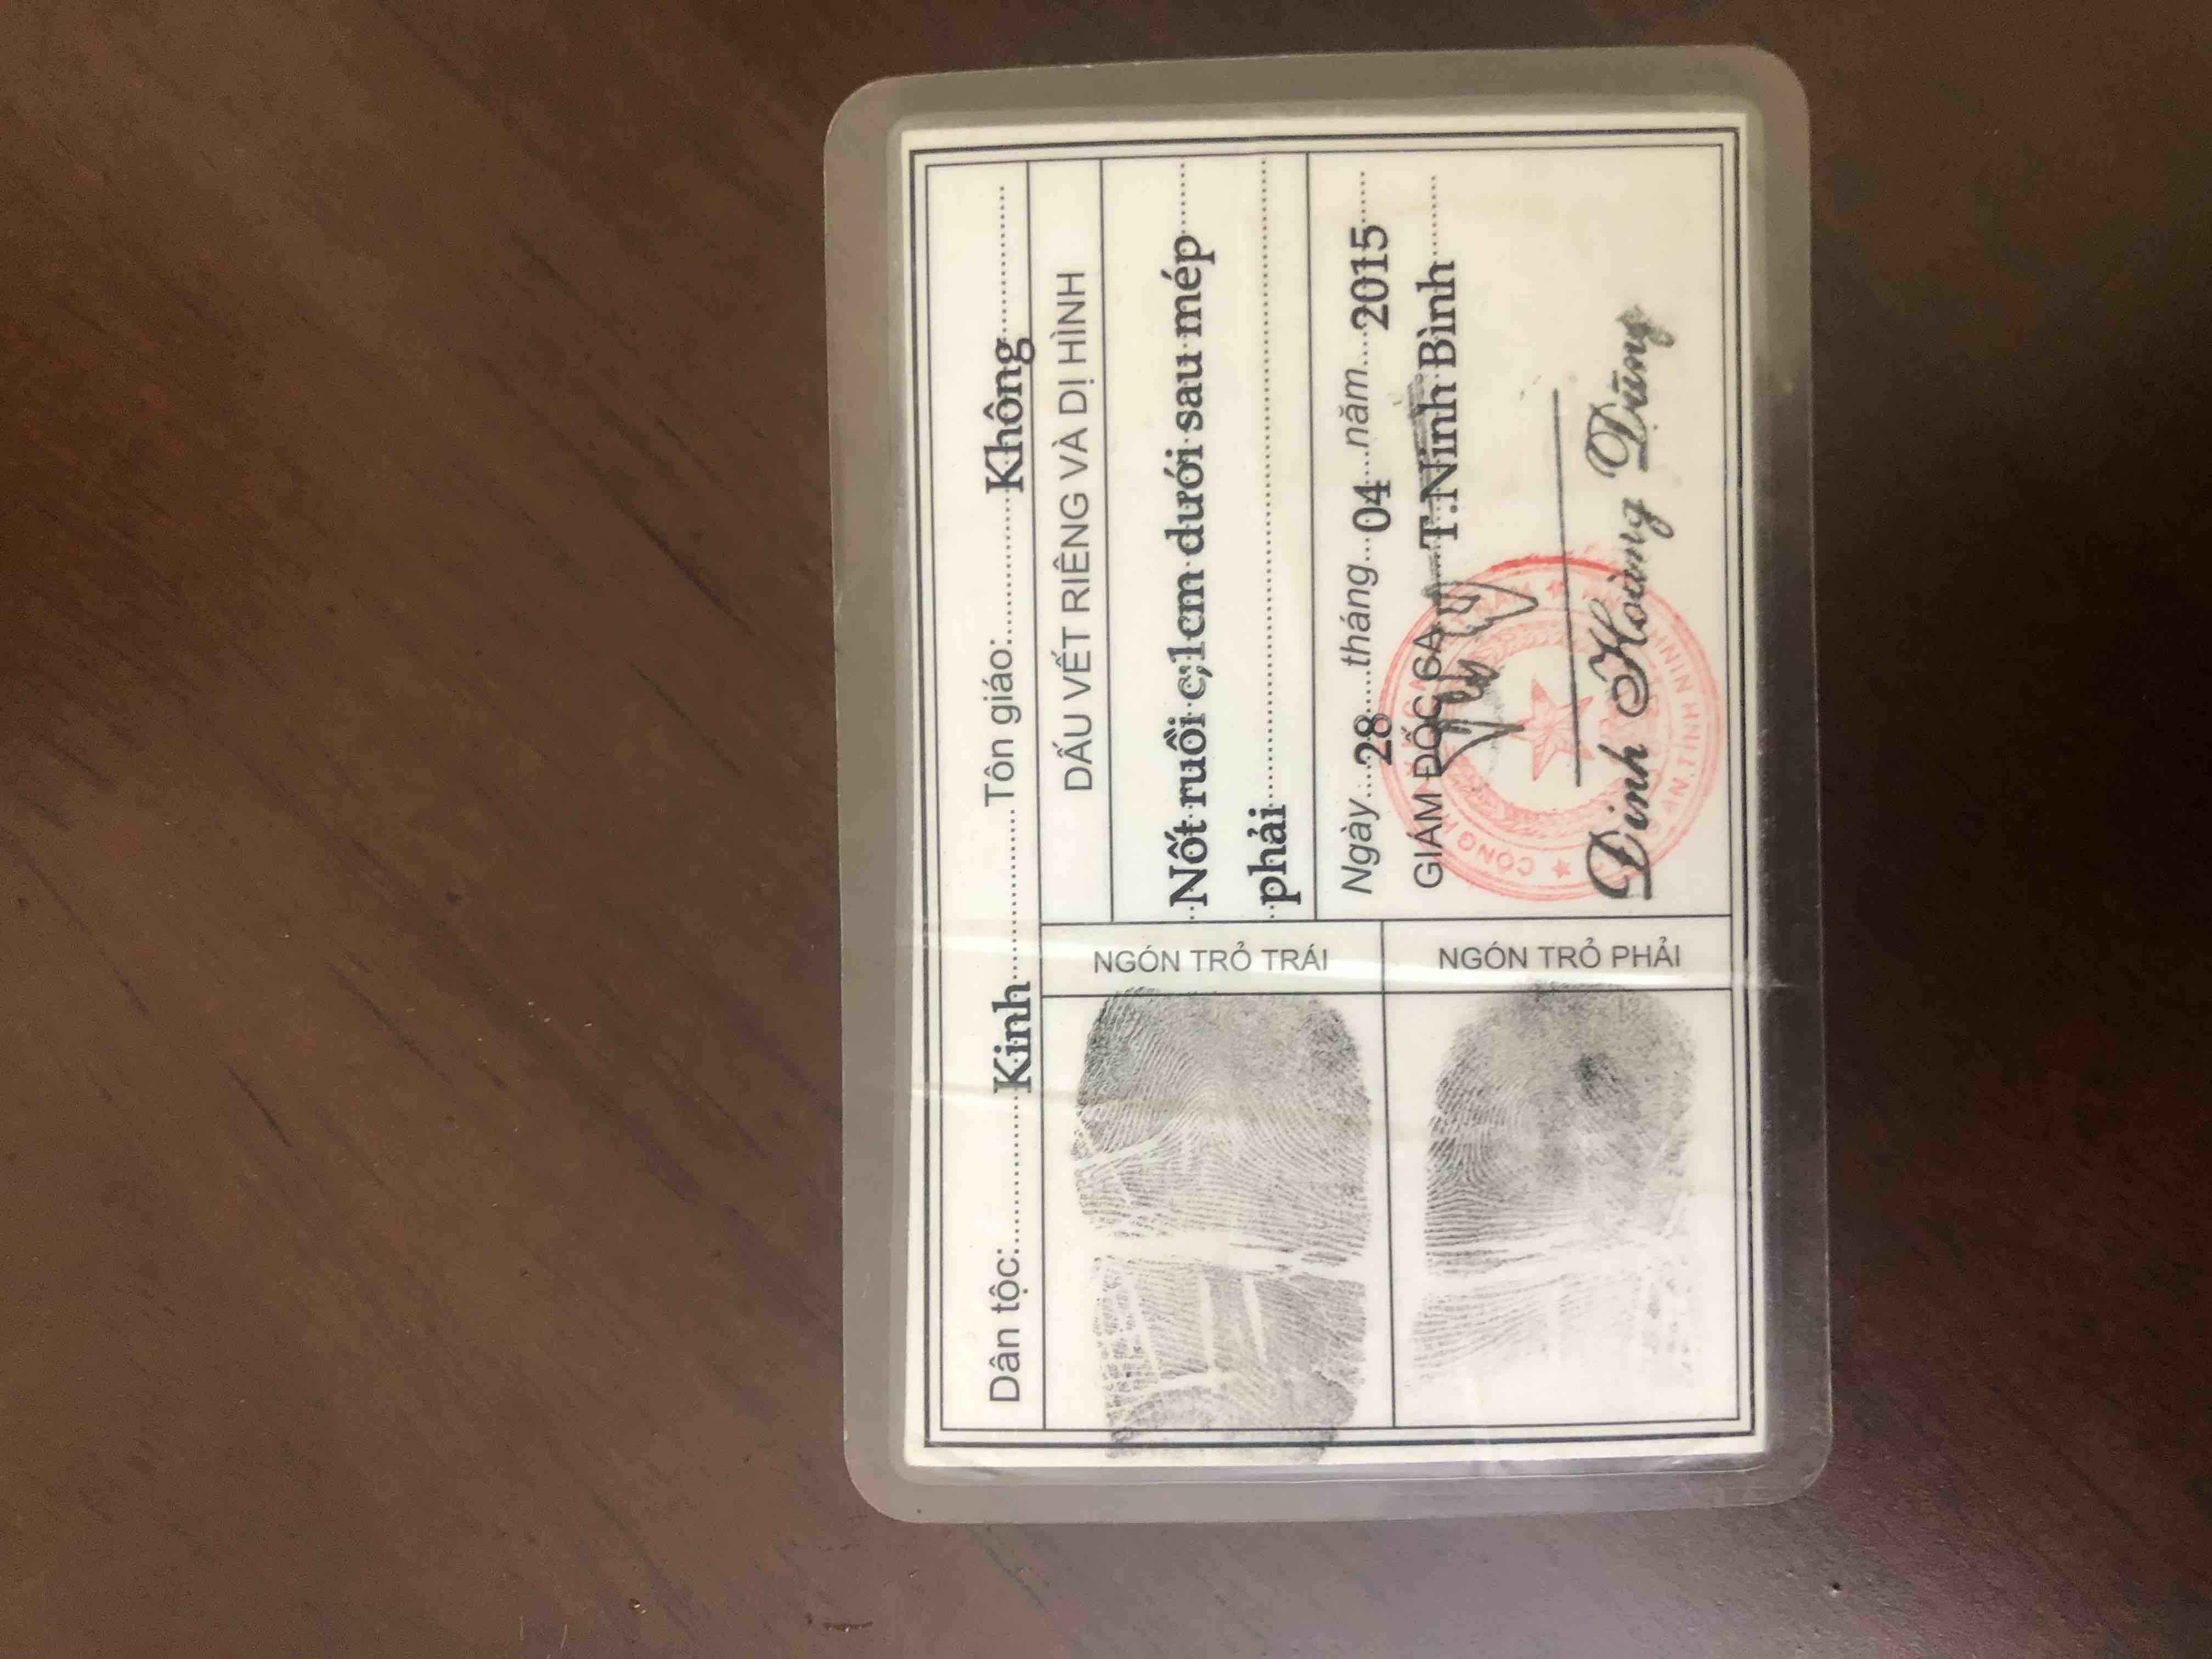 Dân tộc: Kinh Tôn giáo: Không
DẤU VẾT RIÊNG VÀ DỊ HÌNH
Nốt ruồi c;1cm dưới sau mép
phải
NGÓN TRỎ TRÁI
Ngày 28 tháng 04 năm 2015
GIÁM ĐỐC CA T.Ninh Bình
NGÓN TRỎ PHẢI
Đinh Hoàng Dũng